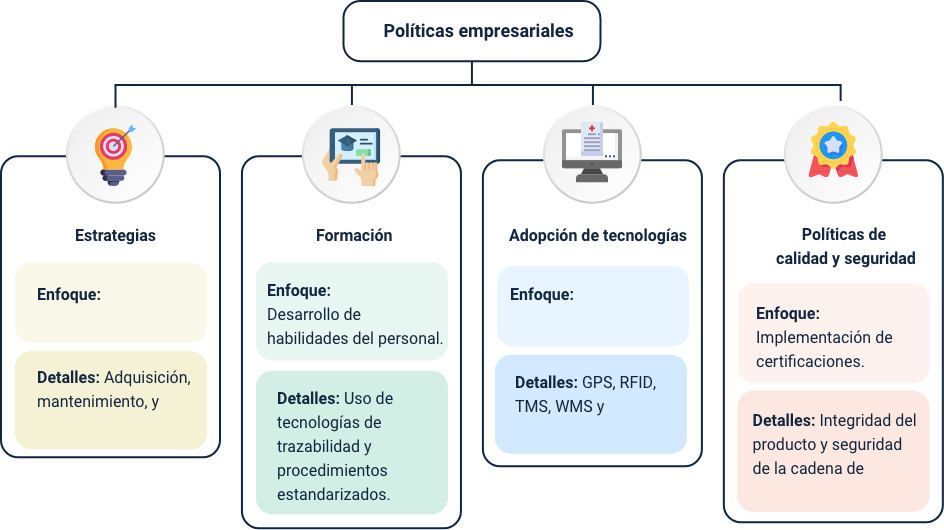 Políticas empresariales
Estrategias
Enfoque:
Detalles: Adquisición,
mantenimiento, y
Formación
Enfoque:
Desarrollo de
habilidades del personal.
Detalles: Uso de
tecnologías de
trazabilidad y
procedimientos
estandarizados.
Adopción de tecnologías
Enfoque:
Detalles: GPS, RFID,
TMS, WMS y
Políticas de
calidad y seguridad
Enfoque:
Implementación de
certificaciones.
Detalles: Integridad del
producto y seguridad
de la cadena de